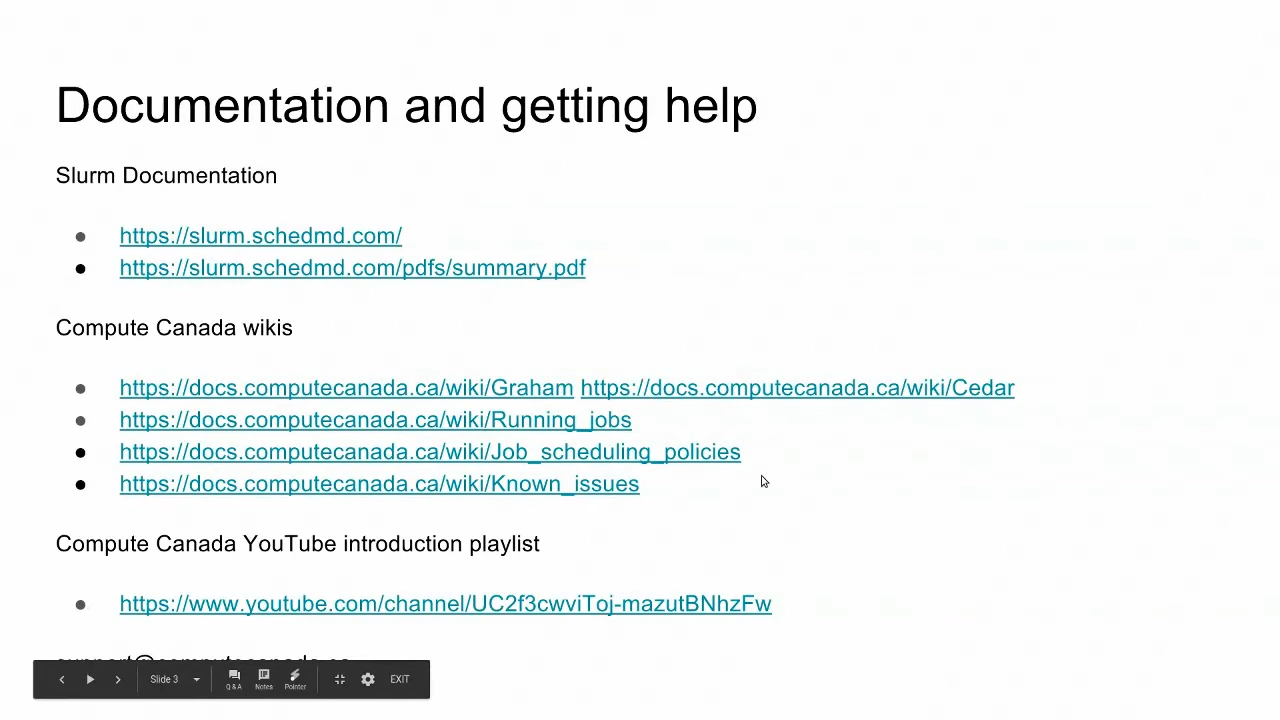 Documentation and getting help
Slurm Documentation
● https://slurm.schedmd.com/
● https://slurm.schedmd.com/pdfs/summary.pdf
Compute Canada wikis
● https://docs.computecanada.ca/wiki/Graham https://docs.computecanada.ca/wiki/Cedar
● https://docs.computecanada.ca/wiki/Running_jobs
● https://docs.computecanada.ca/wiki/Job_scheduling_policies
● https://docs.computecanada.ca/wiki/Known_issues
Compute Canada YouTube introduction playlist
● https://www.youtube.com/channel/UC2f3cwviToj-mazutBNhzFw
support@computecanada.ca
Slide 3 Q & A Notes Pointer EXIT